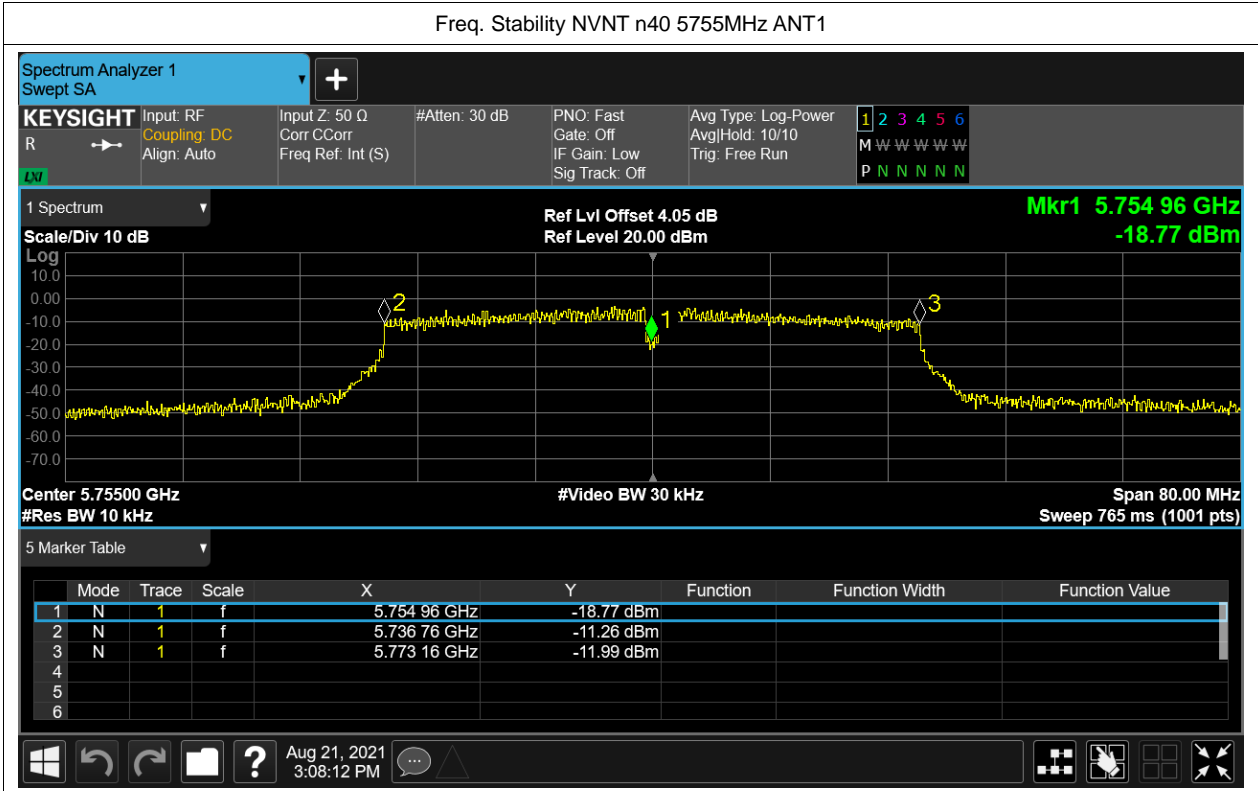 Freq. Stability NVNT n40 5755MHz ANT1
Spectrum Analyzer 1
Swept SA
KEYSIGHT Input: RF Input Z: 50 Ω #Atten: 30 dB PNO: Fast Avg Type: Log-Power 1 2 3 4 5 6
R Coupling: DC Corr CCorr Gate: Off Avg|Hold: 10/10 M W W W W W
Align: Auto Freq Ref: Int (S) IF Gain: Low Trig: Free Run
LXI Sig Track: Off P N N N N N
1 Spectrum Ref Lvl Offset 4.05 dB Mkr1 5.754 96 GHz
Scale/Div 10 dB Ref Level 20.00 dBm -18.77 dBm
Log
10.0
0.00 2 3
-10.0 1
-20.0
-30.0
-40.0
-50.0
-60.0
-70.0
Center 5.75500 GHz #Video BW 30 kHz Span 80.00 MHz
#Res BW 10 kHz Sweep 765 ms (1001 pts)
5 Marker Table
Mode Trace Scale X Y Function Function Width Function Value
1 N 1 f 5.754 96 GHz -18.77 dBm
2 N 1 f 5.736 76 GHz -11.26 dBm
3 N 1 f 5.773 16 GHz -11.99 dBm
4
5
6
? Aug 21, 2021
3:08:12 PM